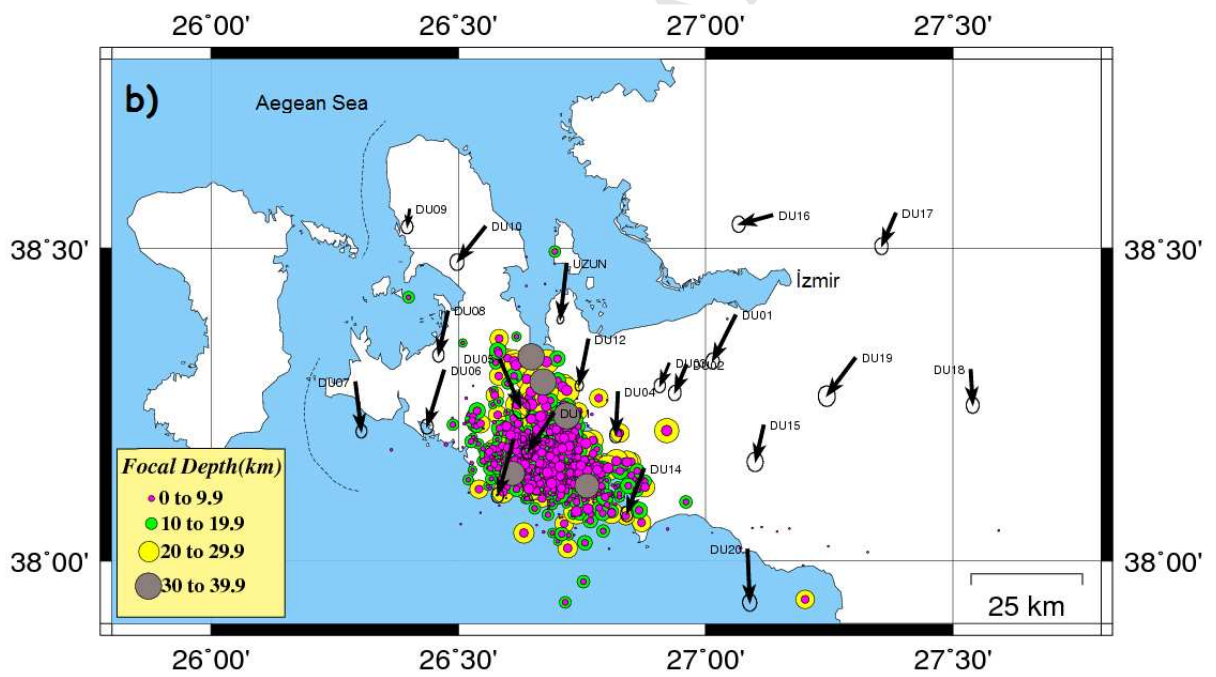 26˚00' 26˚30' 27˚00' 27˚30'
b)
Aegean Sea
DU09
DU10
DU16
DU17
38˚30' 38˚30'
UZUN
İzmir
DU08
DU01
DU12
DU05
DU06
DU03
DU02
DU19
DU07
DU18
DU04
DU1
DU15
Focal Depth(km)
0 to 9.9
10 to 19.9
20 to 29.9
30 to 39.9
DU14
DU20
38˚00' 38˚00'
25 km
26˚00' 26˚30' 27˚00' 27˚30'